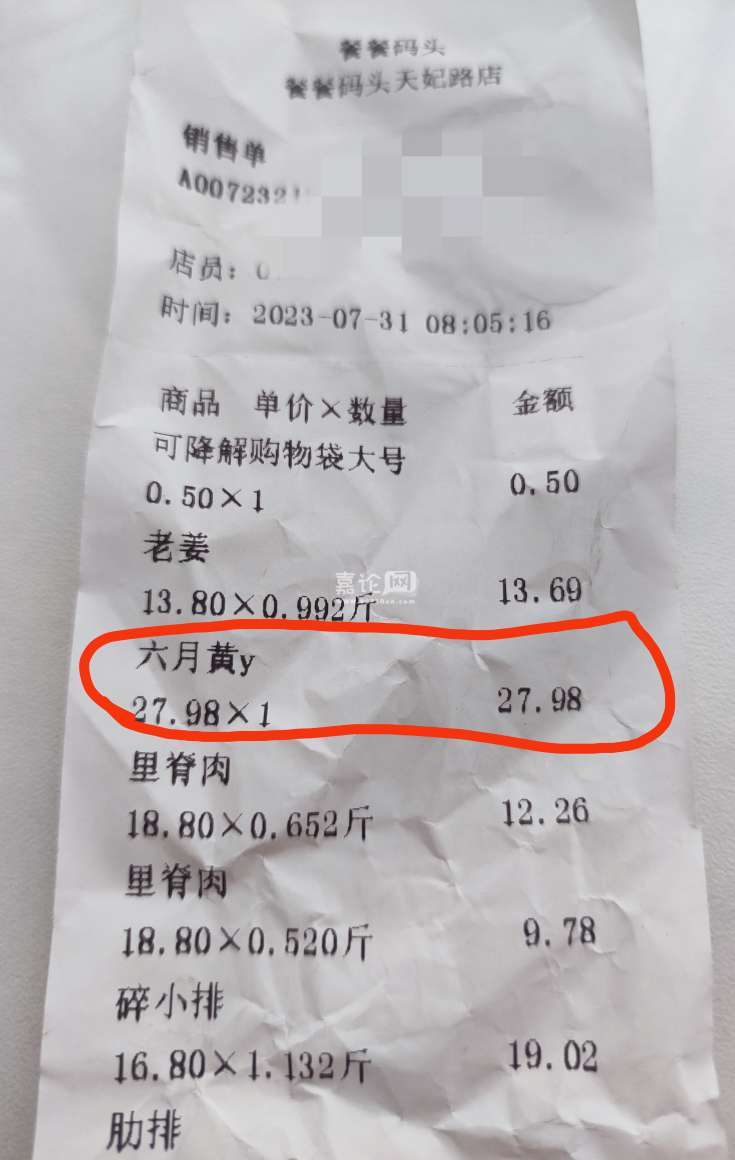 餐餐码头
餐餐码头天妃路店
销售单
A0072321
店员：0
时间：2023-07-31 08:05:16
商品 单价×数量 金额
可降解购物袋大号
0.50×1 0.50
老姜
13.80×0.992斤 13.69
嘉论网
六月黄y
27.98×1 27.98
里脊肉
18.80×0.652斤 12.26
里脊肉
18.80×0.520斤 9.78
碎小排
16.80×1.132斤 19.02
肋排